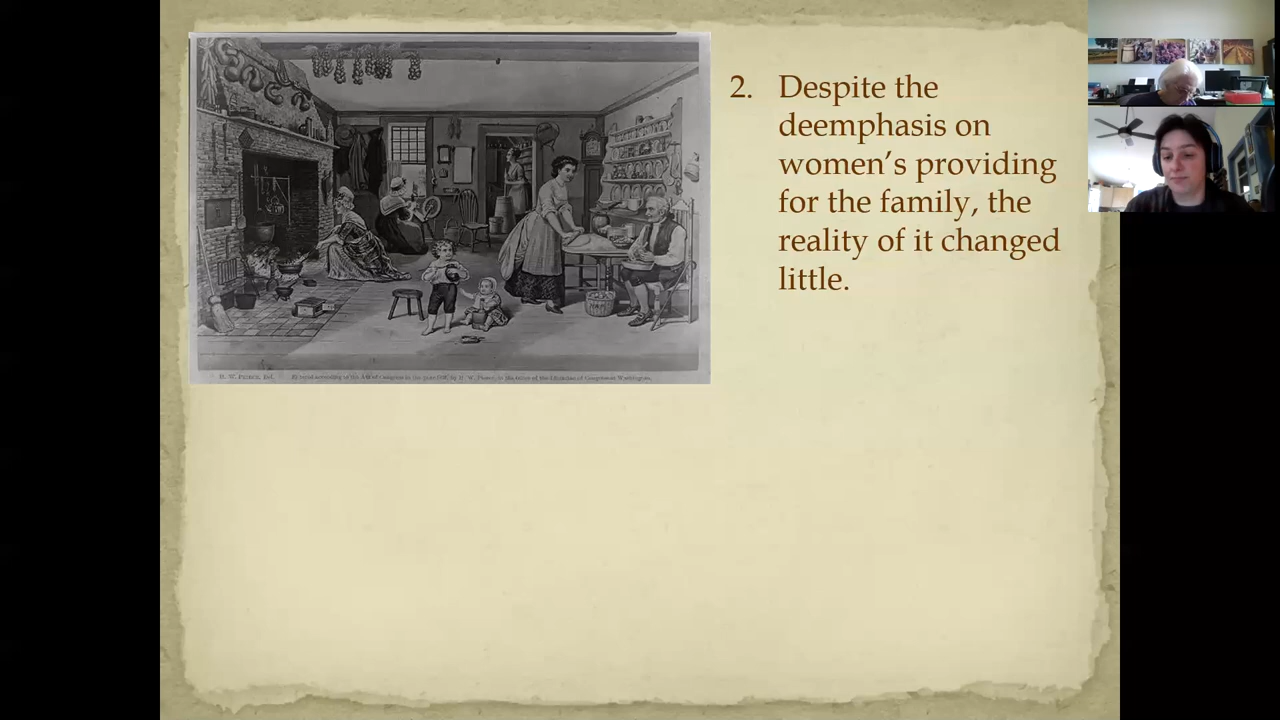 2. Despite the
deemphasis on
women's providing
for the family, the
reality of it changed
little.